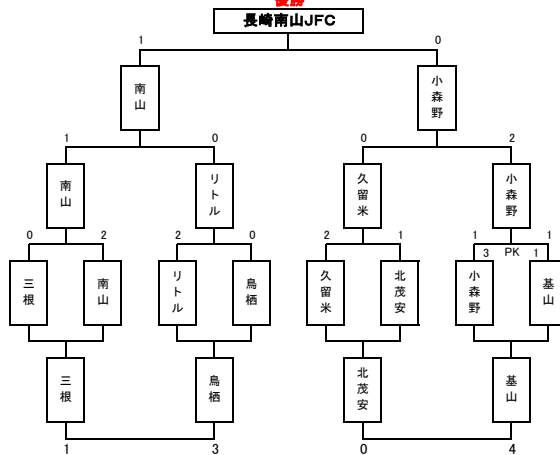 優勝
長崎南山JFC
1 0
南山 小森野
1 0 0 2
南山 リトル 久留米 小森野
0 2 2 0 2 1 1 1
3 PK 1
三根 南山 リトル 鳥栖 久留米 北茂安 小森野 基山
三根 鳥栖 北茂安 基山
1 3 0 4